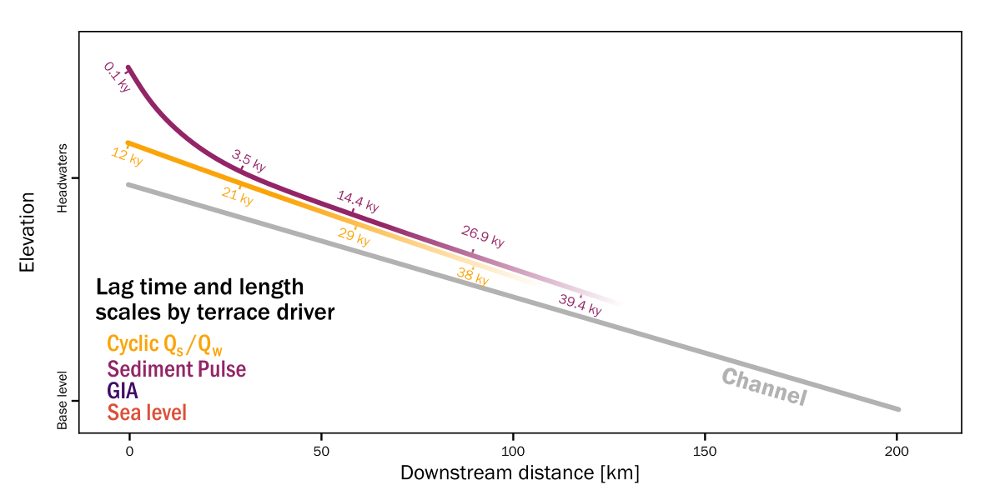 0.1 ky
Headwaters
12 ky
3.5 ky
21 ky
14.4 ky
29 ky
26.9 ky
38 ky
39.4 ky
Elevation
Lag time and length
scales by terrace driver
Cyclic Qs/Qw
Sediment Pulse
GIA
Sea level
Base level
Channel
0 50 100 150 200
Downstream distance [km]